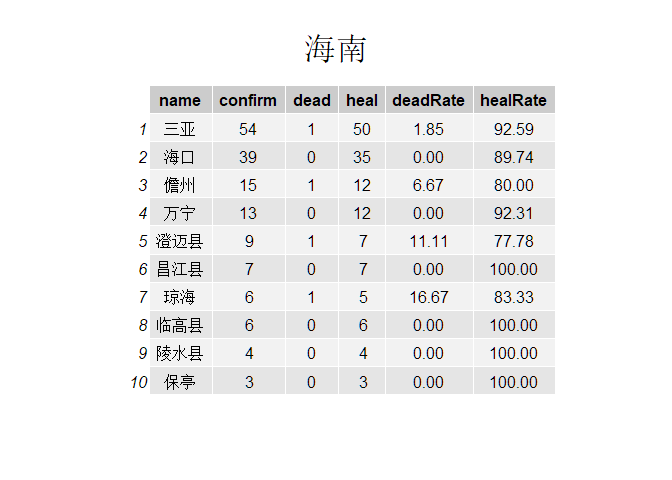 海南
name confirm dead heal deadRate healRate
1 三亚 54 1 50 1.85 92.59
2 海口 39 0 35 0.00 89.74
3 儋州 15 1 12 6.67 80.00
4 万宁 13 0 12 0.00 92.31
5 澄迈县 9 1 7 11.11 77.78
6 昌江县 7 0 7 0.00 100.00
7 琼海 6 1 5 16.67 83.33
8 临高县 6 0 6 0.00 100.00
9 陵水县 4 0 4 0.00 100.00
10 保亭 3 0 3 0.00 100.00